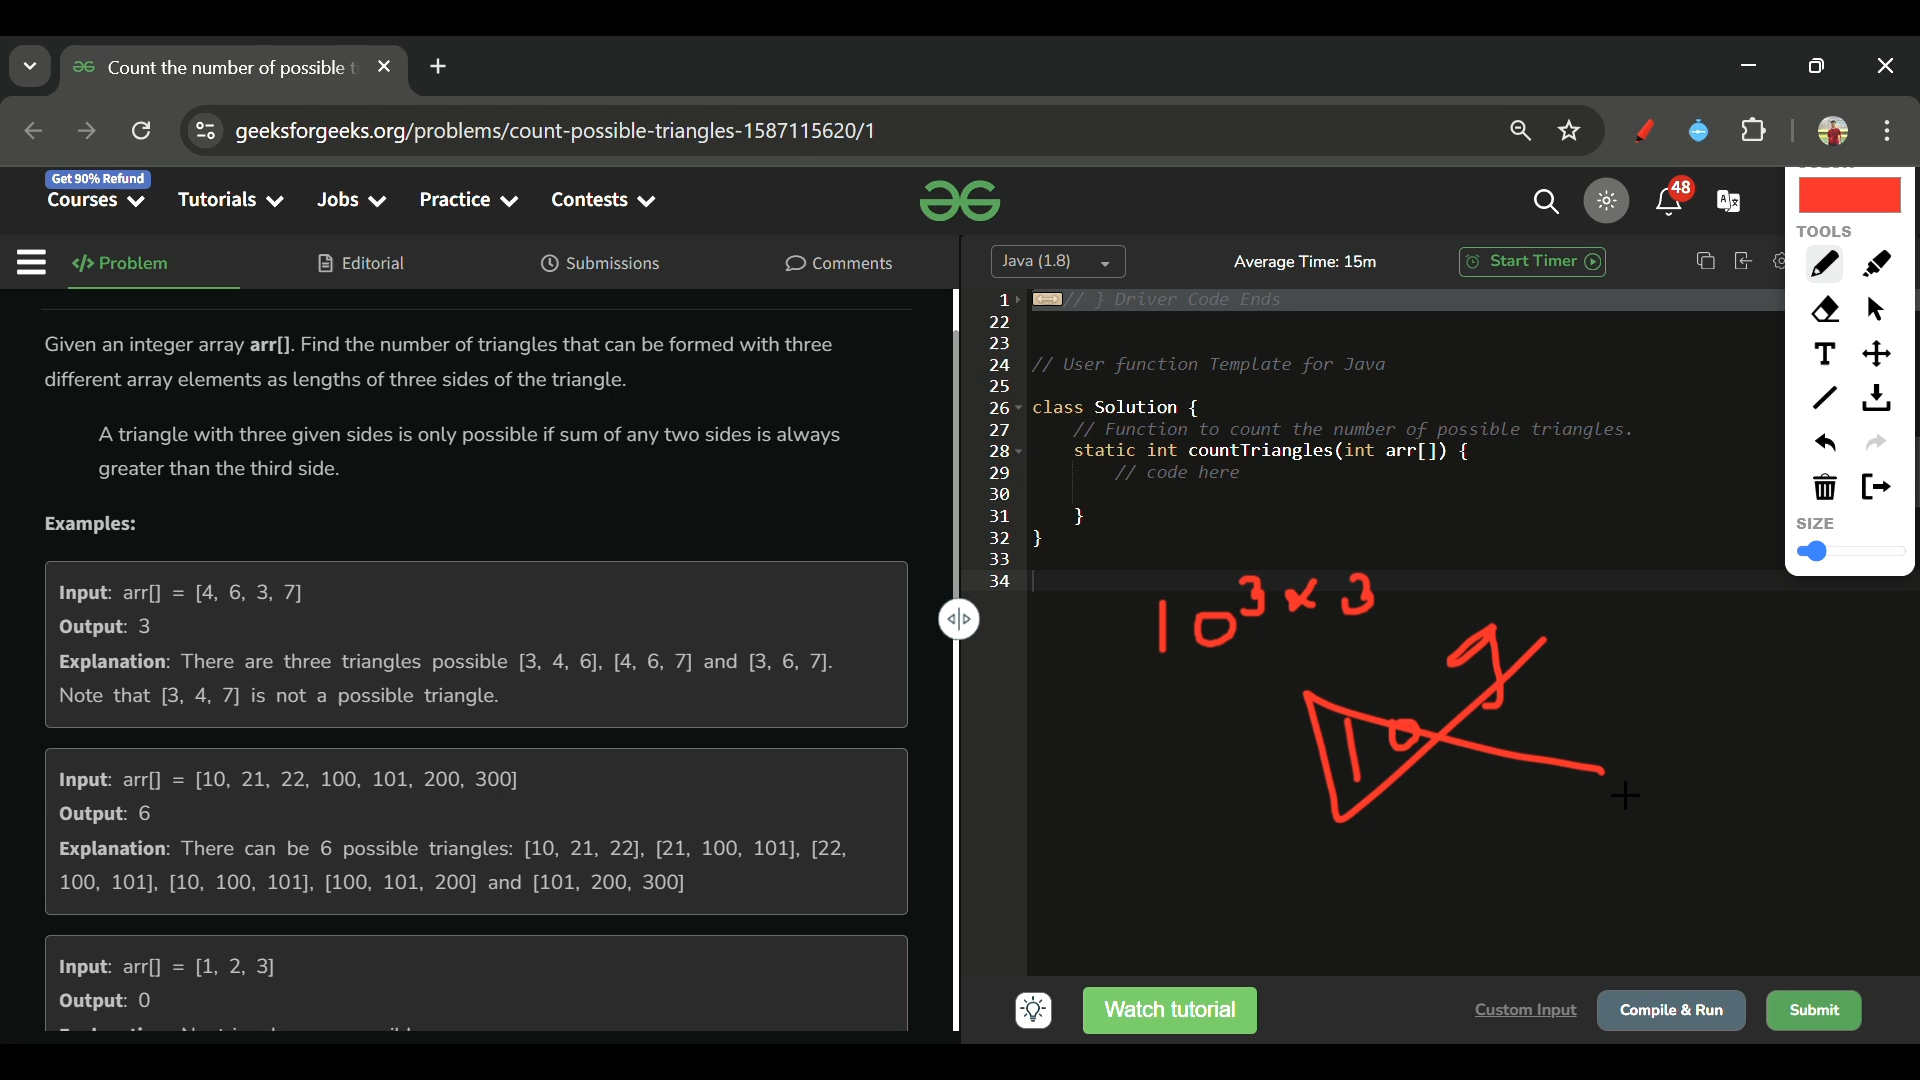 Count the number of possible t
geeksforgeeks.org/problems/count-possible-triangles-1587115620/1
Get 90% Refund
Courses
Tutorials
Jobs
Practice
Contests
48
TOOLS
SIZE
</> Problem
Editorial
Submissions
Comments
Java (1.8)
Average Time: 15m
Start Timer
Given an integer array arr[]. Find the number of triangles that can be formed with three
different array elements as lengths of three sides of the triangle.
A triangle with three given sides is only possible if sum of any two sides is always
greater than the third side.
Examples:
Input: arr[] = [4, 6, 3, 7]
Output: 3
Explanation: There are three triangles possible [3, 4, 6], [4, 6, 7] and [3, 6, 7].
Note that [3, 4, 7] is not a possible triangle.
Input: arr[] = [10, 21, 22, 100, 101, 200, 300]
Output: 6
Explanation: There can be 6 possible triangles: [10, 21, 22], [21, 100, 101], [22,
100, 101], [10, 100, 101], [100, 101, 200] and [101, 200, 300]
Input: arr[] = [1, 2, 3]
Output: 0
1 // } Driver Code Ends
22
23
24 // User function Template for Java
25
26 class Solution {
27 // Function to count the number of possible triangles.
28 static int countTriangles(int arr[]) {
29 // code here
30
31 }
32 }
33
34
10^3 x 3
10^9
Watch tutorial
Custom Input
Compile & Run
Submit